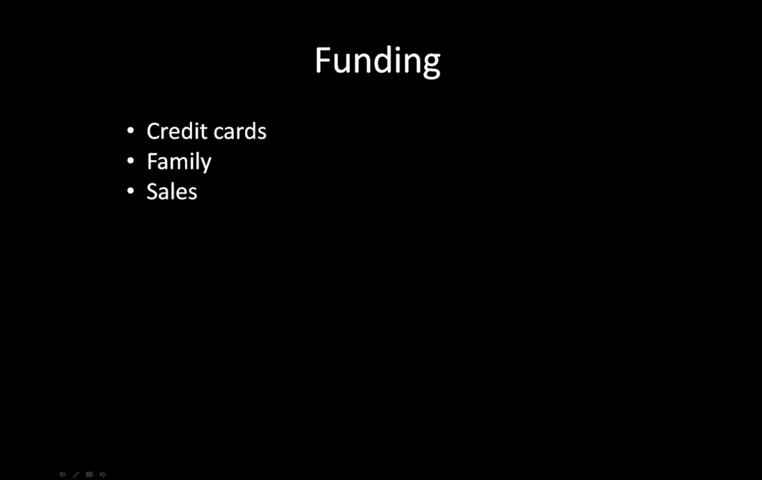 Funding
• Credit cards
• Family
• Sales